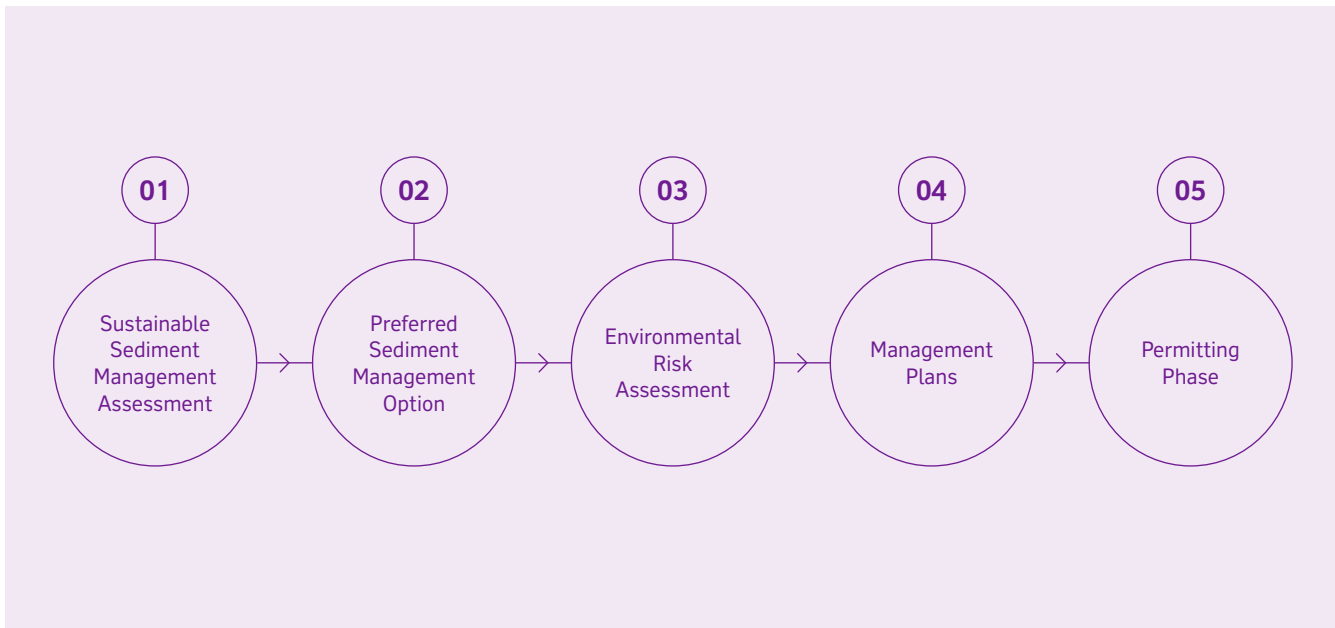 01
Sustainable
Sediment
Management
Assessment
02
Preferred
Sediment
Management
Option
03
Environmental
Risk
Assessment
04
Management
Plans
05
Permitting
Phase